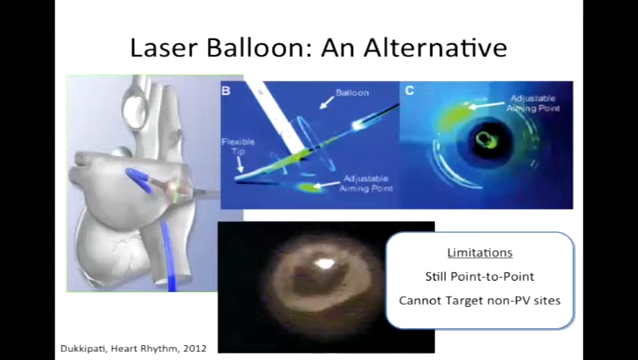 Laser Balloon: An Alternative
B
Balloon
Flexible
Tip
Adjustable
Aiming Point
C
Adjustable
Aiming Point
Limitations
Still Point-to-Point
Cannot Target non-PV sites
Dukkipati, Heart Rhythm, 2012